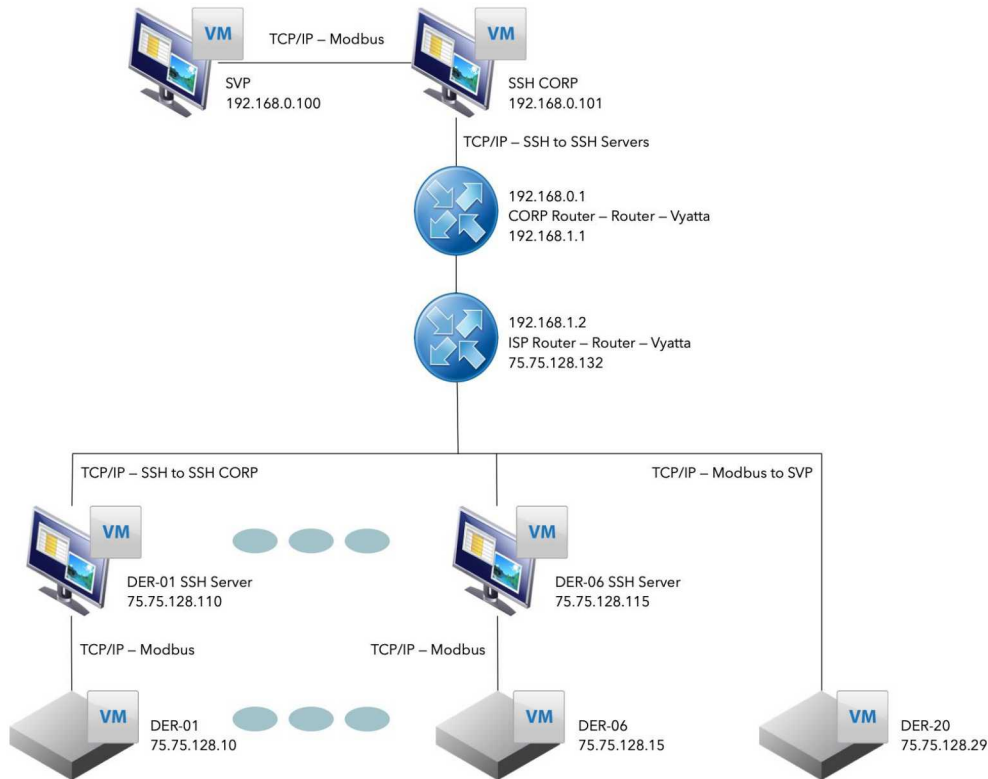 VM
TCP/IP – Modbus
VM
SVP
192.168.0.100
SSH CORP
192.168.0.101
TCP/IP – SSH to SSH Servers
192.168.0.1
CORP Router – Router – Vyatta
192.168.1.1
192.168.1.2
ISP Router – Router – Vyatta
75.75.128.132
TCP/IP – SSH to SSH CORP
TCP/IP – Modbus to SVP
VM
VM
DER-01 SSH Server
75.75.128.110
DER-06 SSH Server
75.75.128.115
TCP/IP – Modbus
TCP/IP – Modbus
VM
DER-01
75.75.128.10
VM
DER-06
75.75.128.15
VM
DER-20
75.75.128.29